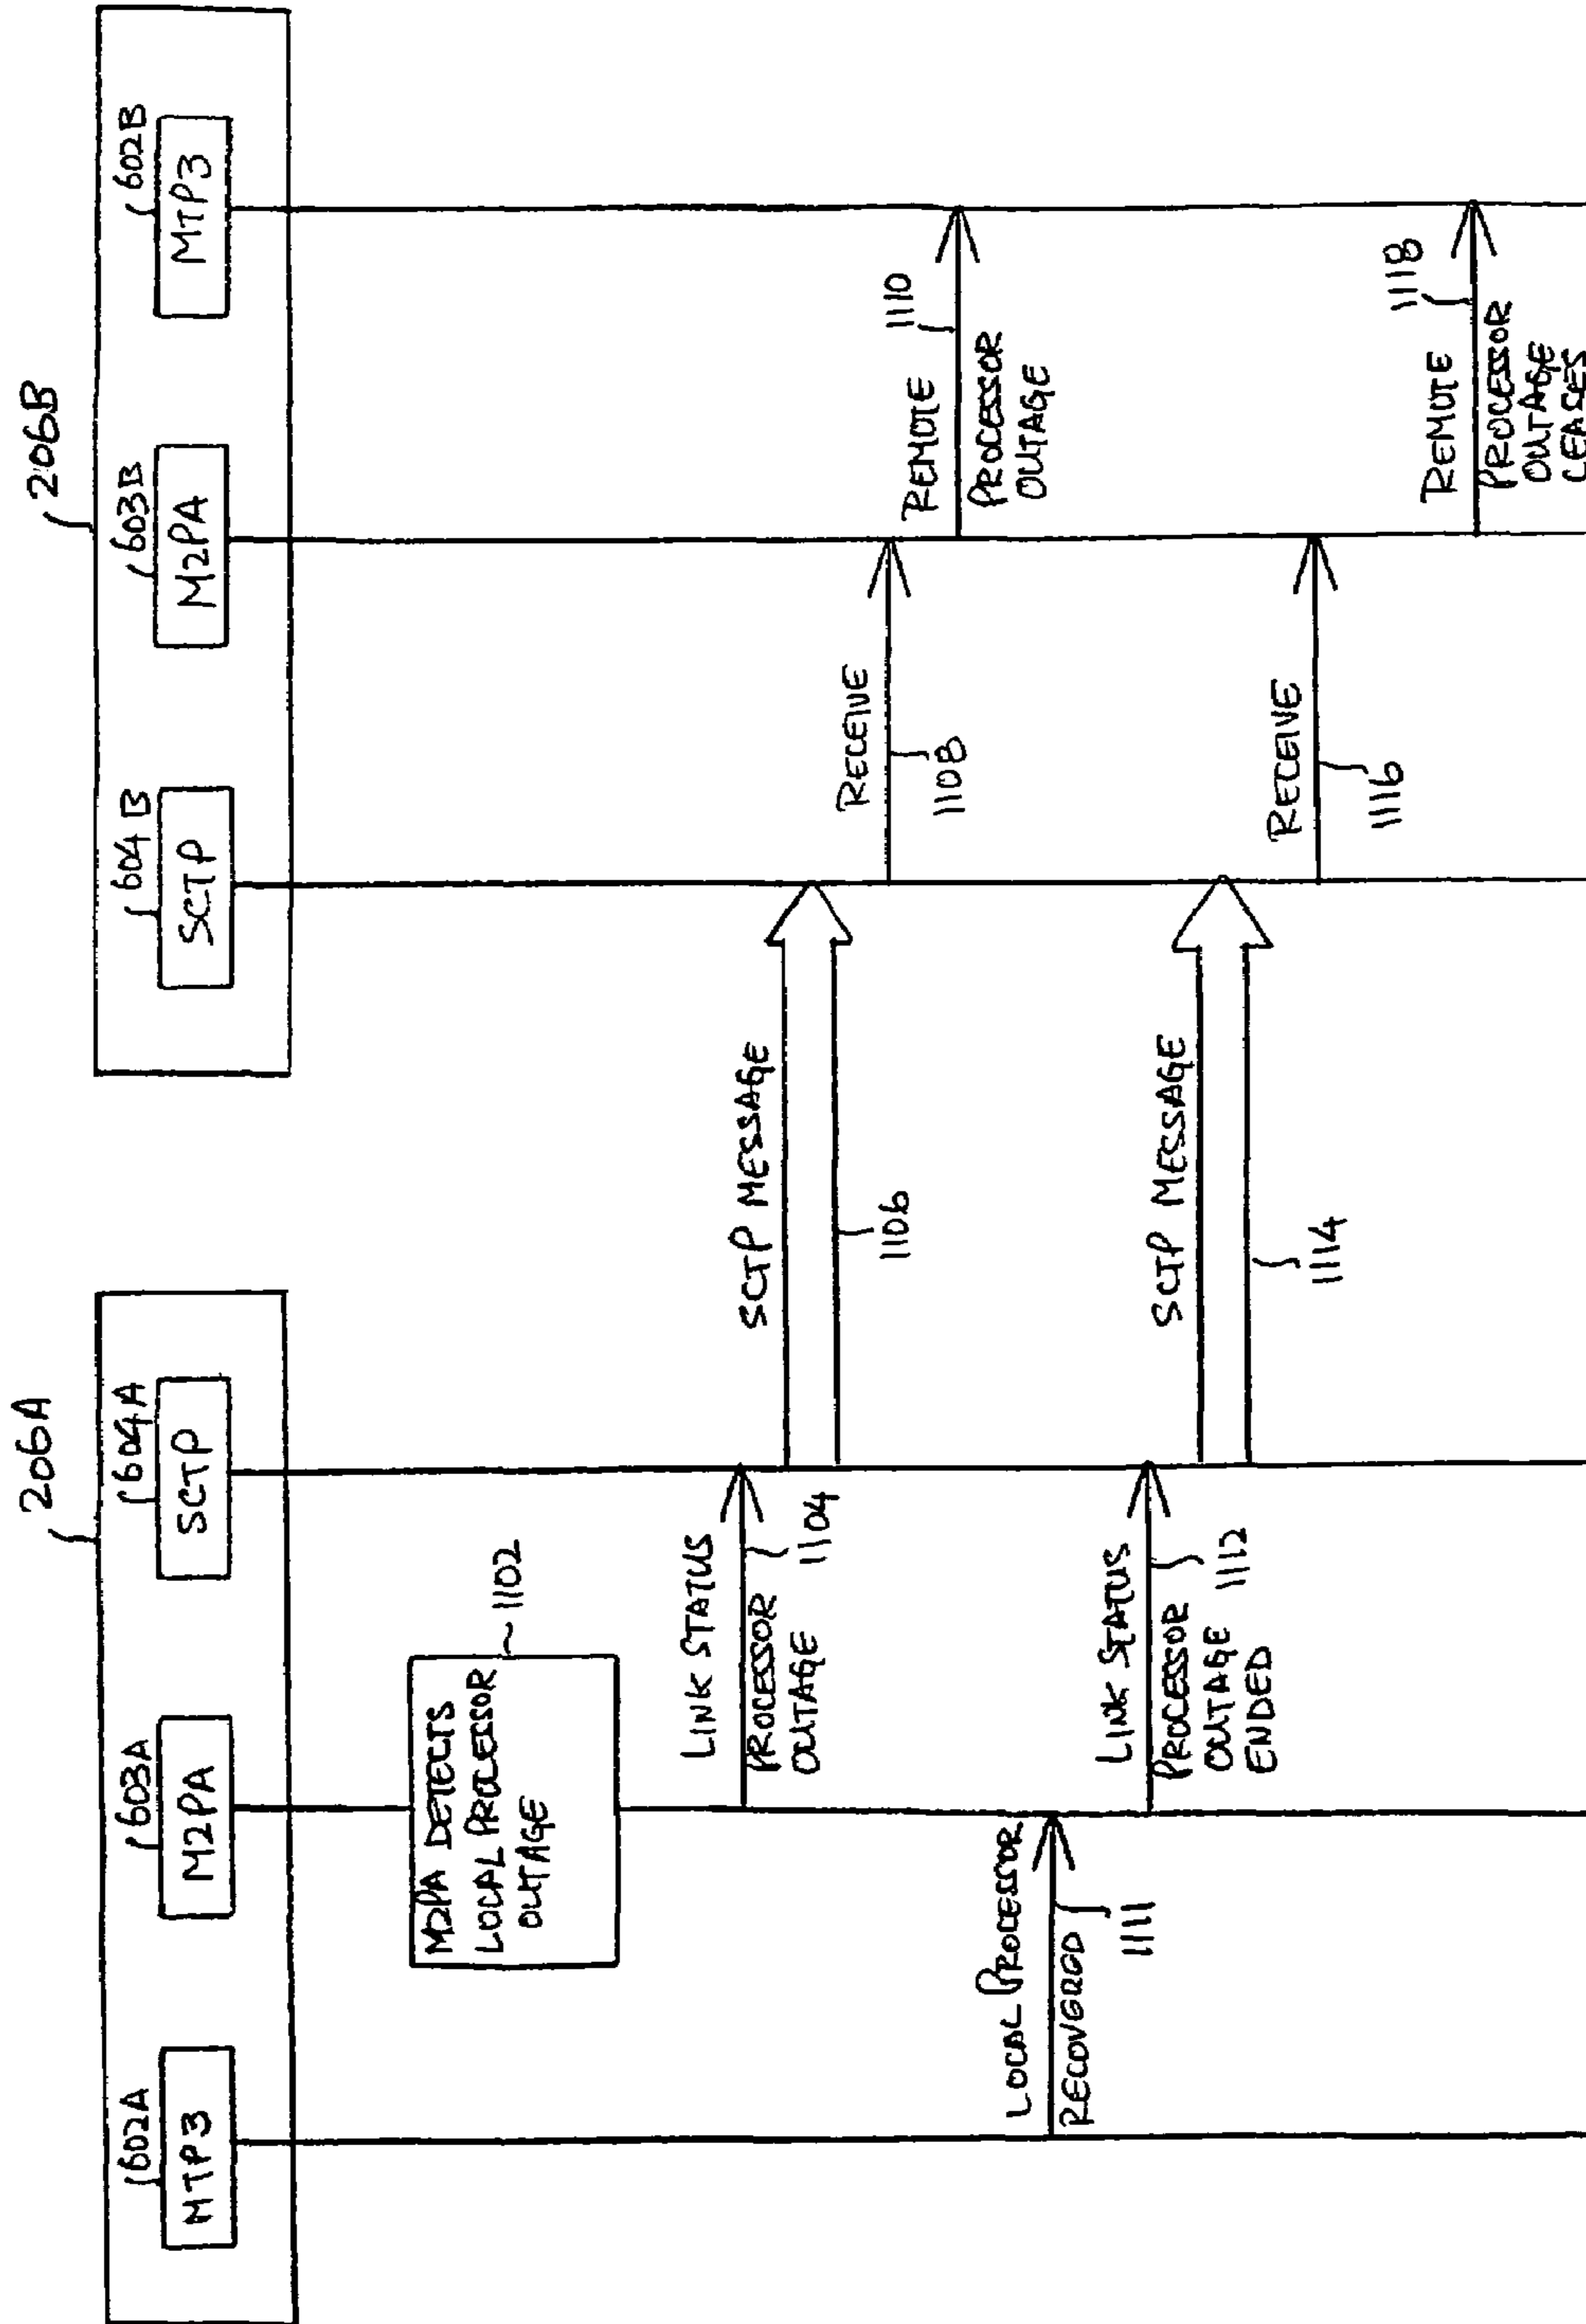 206A
206B
602A
603A
604A
604B
603B
602B
MTP3
M2PA
SCTP
SCTP
M2PA
MTP3
M2PA DETECTS
LOCAL PROCESSOR
OUTAGE
1102
LINK STATUS
PROCESSOR
OUTAGE
1104
SCTP MESSAGE
1106
RECEIVE
1108
REMOTE
PROCESSOR
OUTAGE
1110
LOCAL PROCESSOR
RECOVERED
1111
LINK STATUS
PROCESSOR
OUTAGE
ENDED
1112
SCTP MESSAGE
1114
RECEIVE
1116
REMOTE
PROCESSOR
OUTAGE
CEASES
1118